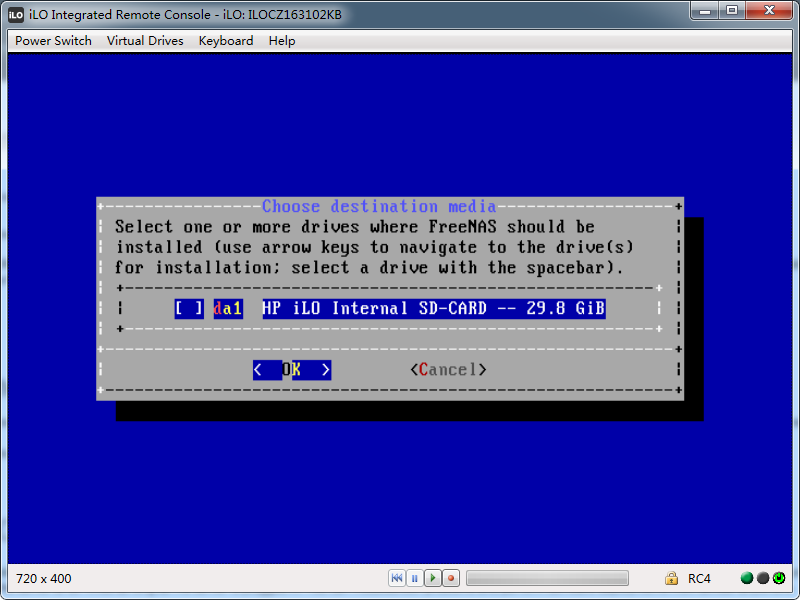 iLO iLO Integrated Remote Console - iLO: ILOCZ163102KB
Power Switch Virtual Drives Keyboard Help
Choose destination media
Select one or more drives where FreeNAS should be
installed (use arrow keys to navigate to the drive(s)
for installation; select a drive with the spacebar).
[ ] da1 HP iLO Internal SD-CARD -- 29.8 GiB
< OK > <Cancel>
720 x 400 RC4